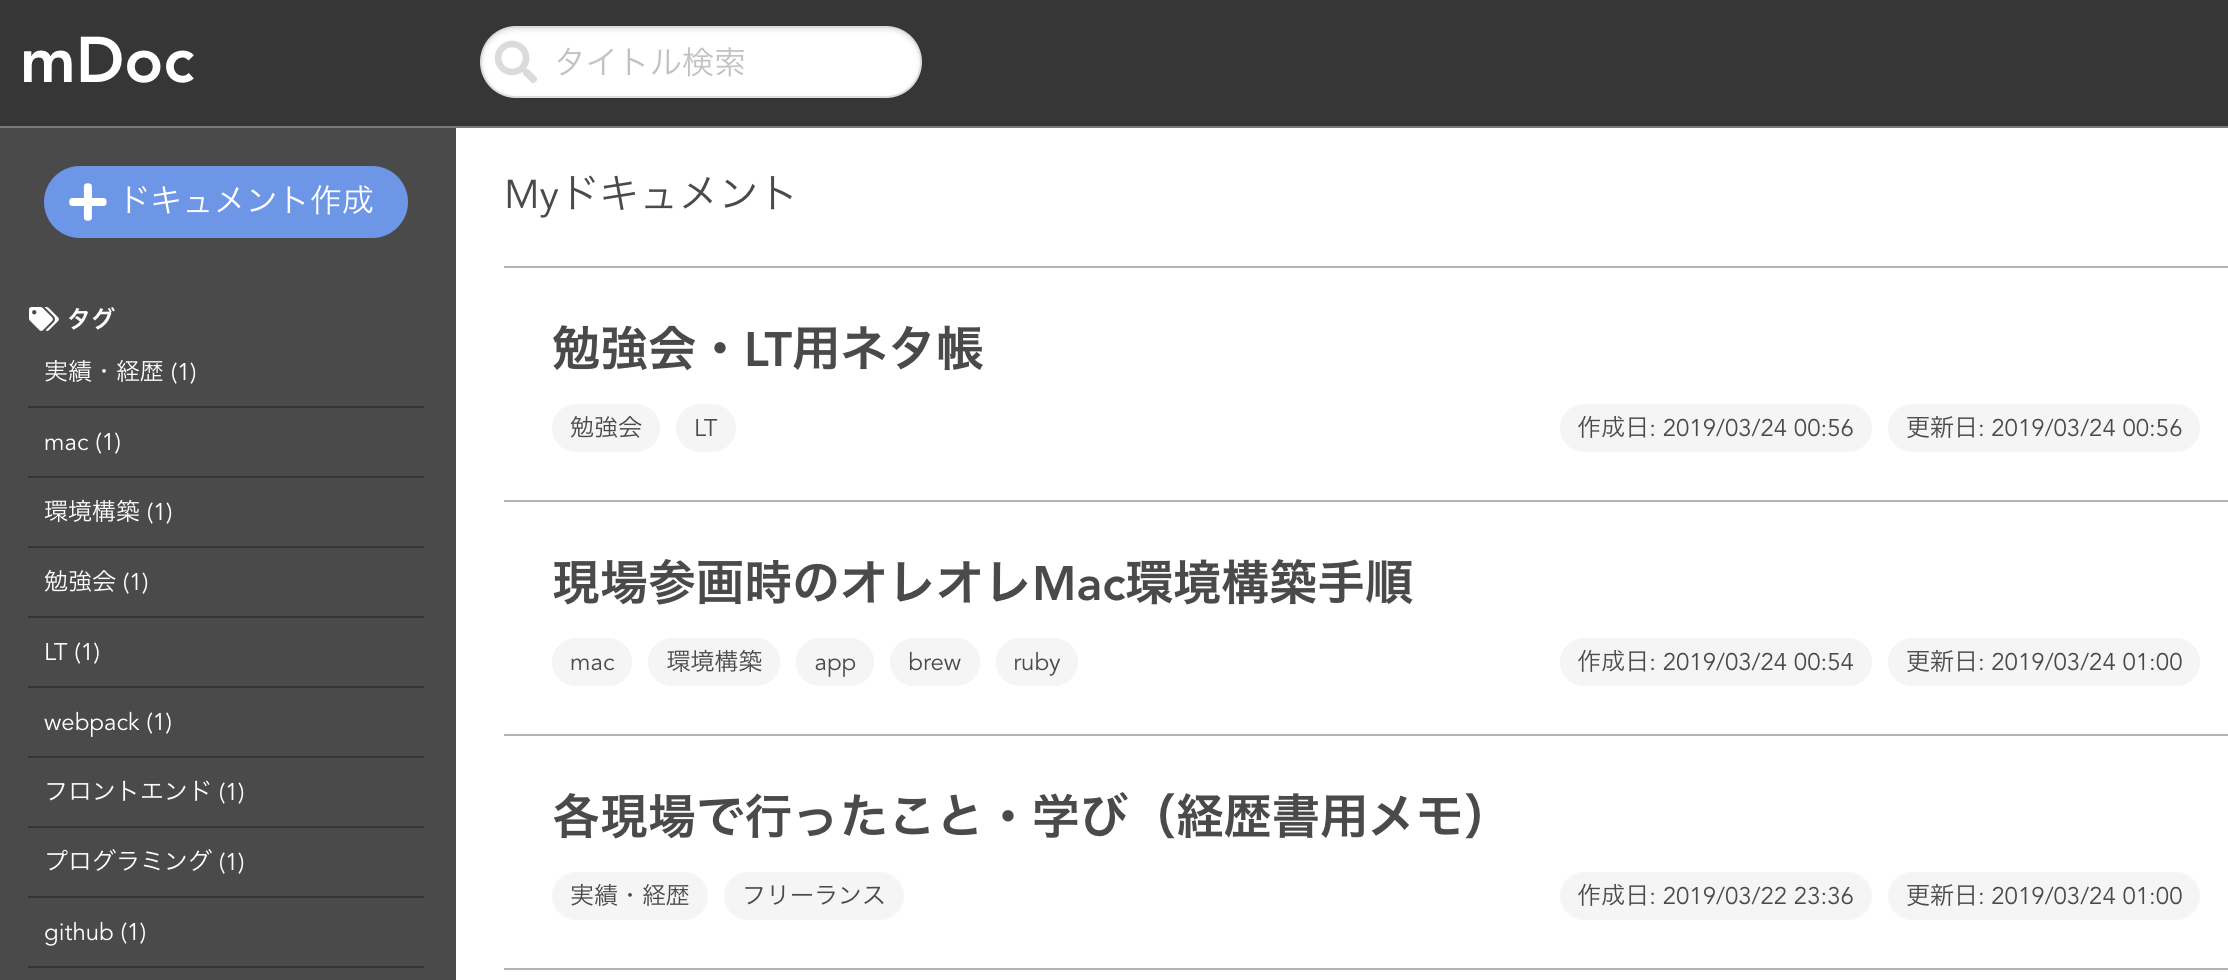 mDoc
タイトル検索
ドキュメント作成
タグ
実績・経歴 (1)
mac (1)
環境構築 (1)
勉強会 (1)
LT (1)
webpack (1)
フロントエンド (1)
プログラミング (1)
github (1)
Myドキュメント
勉強会・LT用ネタ帳
勉強会 LT 作成日: 2019/03/24 00:56 更新日: 2019/03/24 00:56
現場参画時のオレオレMac環境構築手順
mac 環境構築 app brew ruby 作成日: 2019/03/24 00:54 更新日: 2019/03/24 01:00
各現場で行ったこと・学び（経歴書用メモ）
実績・経歴 フリーランス 作成日: 2019/03/22 23:36 更新日: 2019/03/24 01:00